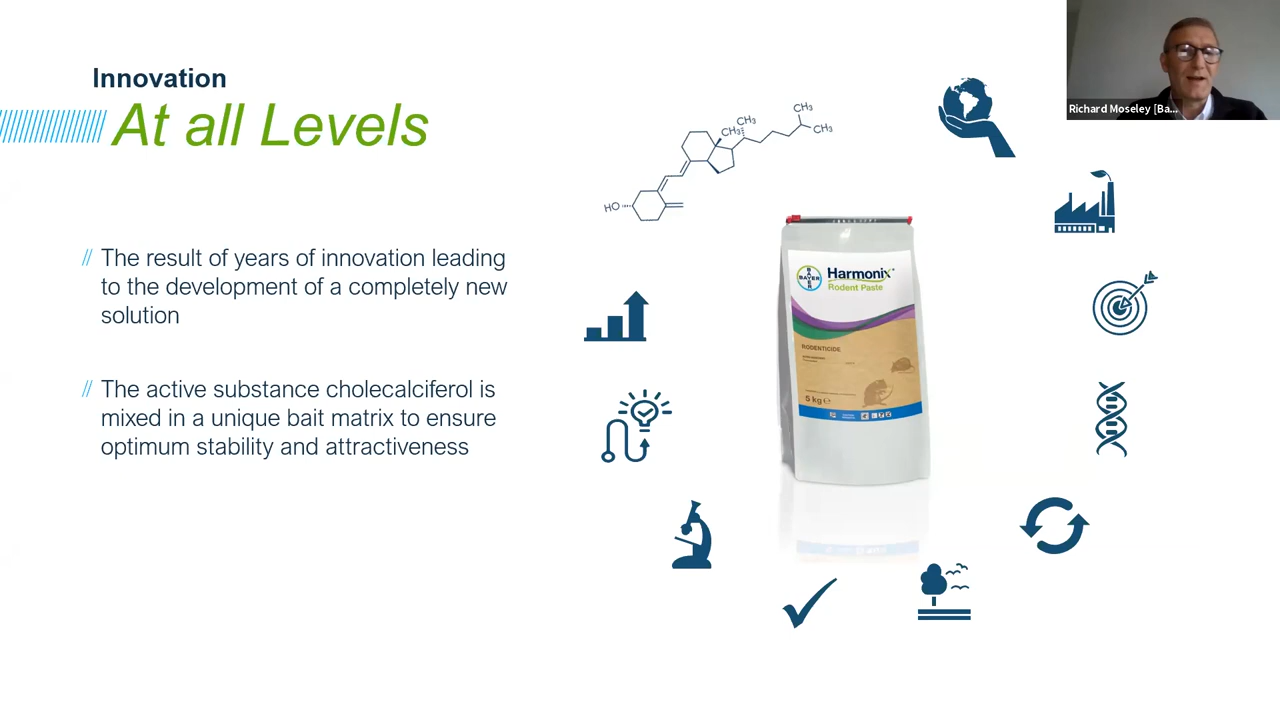 Innovation
At all Levels
// The result of years of innovation leading
to the development of a completely new
solution
// The active substance cholecalciferol is
mixed in a unique bait matrix to ensure
optimum stability and attractiveness
CH₃
CH₃
CH₃
CH₃
HO
BAYER
BAYER
Harmonix®
Rodent Paste
RODENTICIDE
5 kg e
Richard Moseley [Ba...